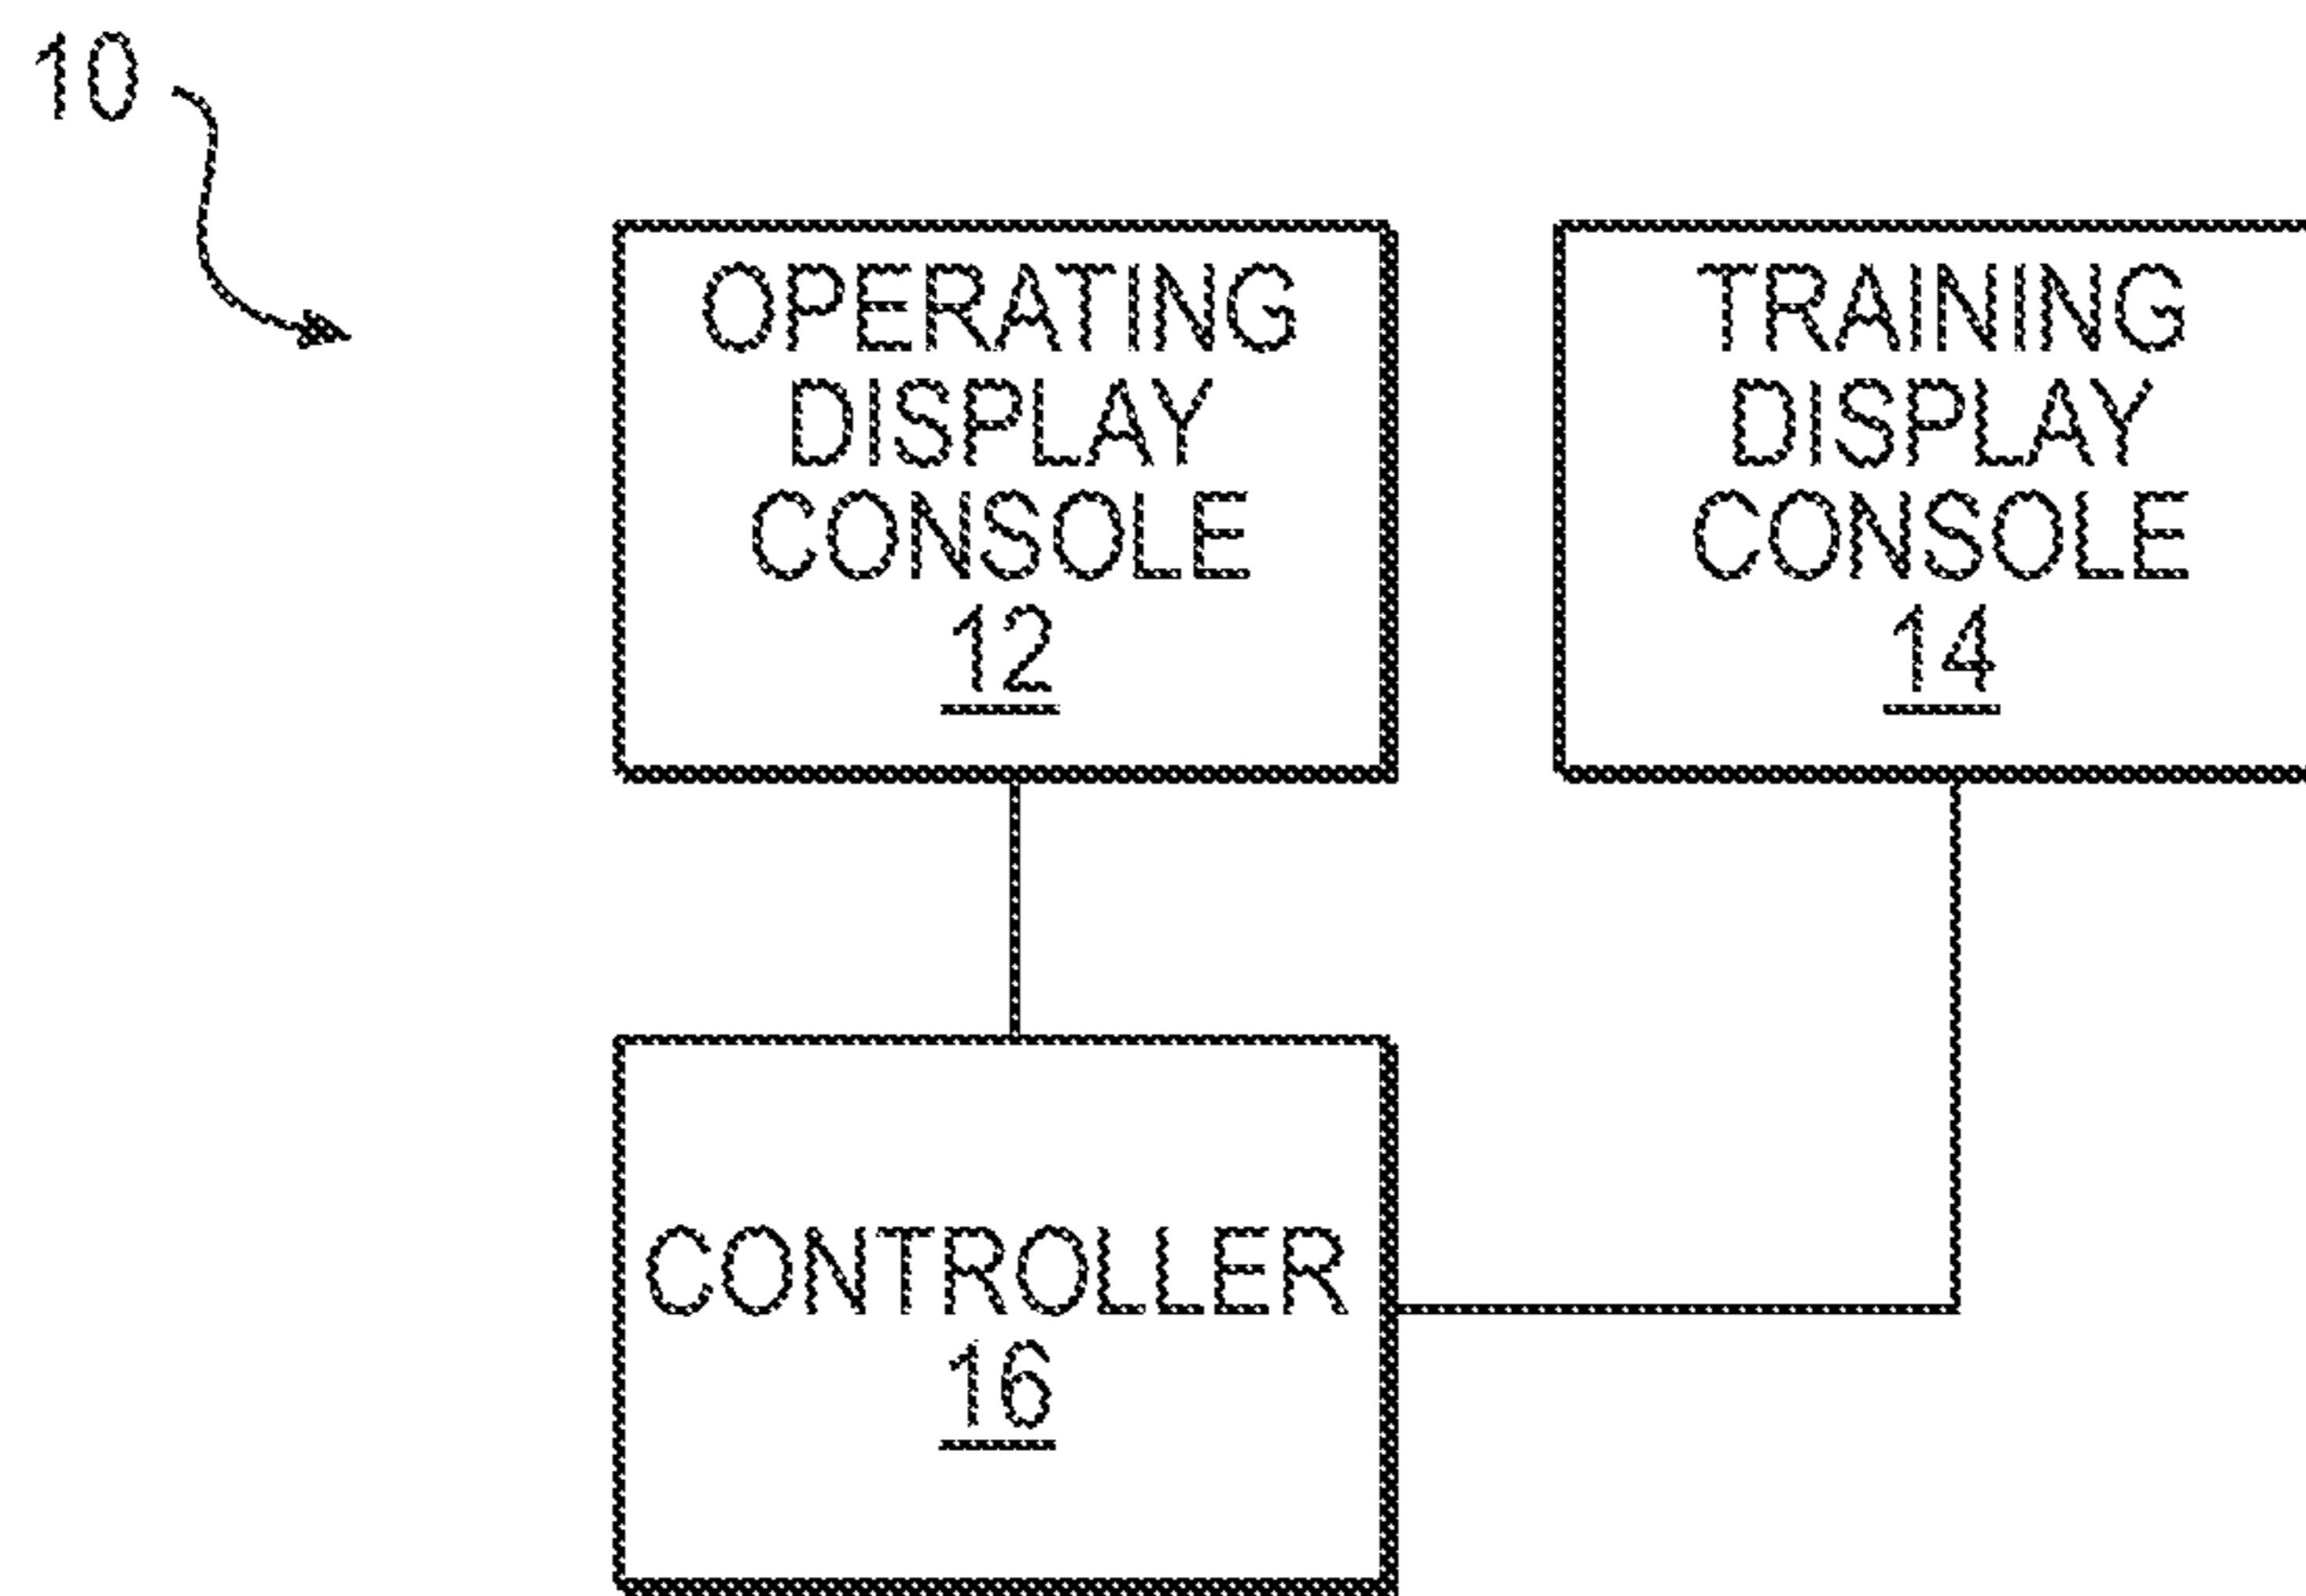 10
OPERATING
DISPLAY
CONSOLE
12
TRAINING
DISPLAY
CONSOLE
14
CONTROLLER
16